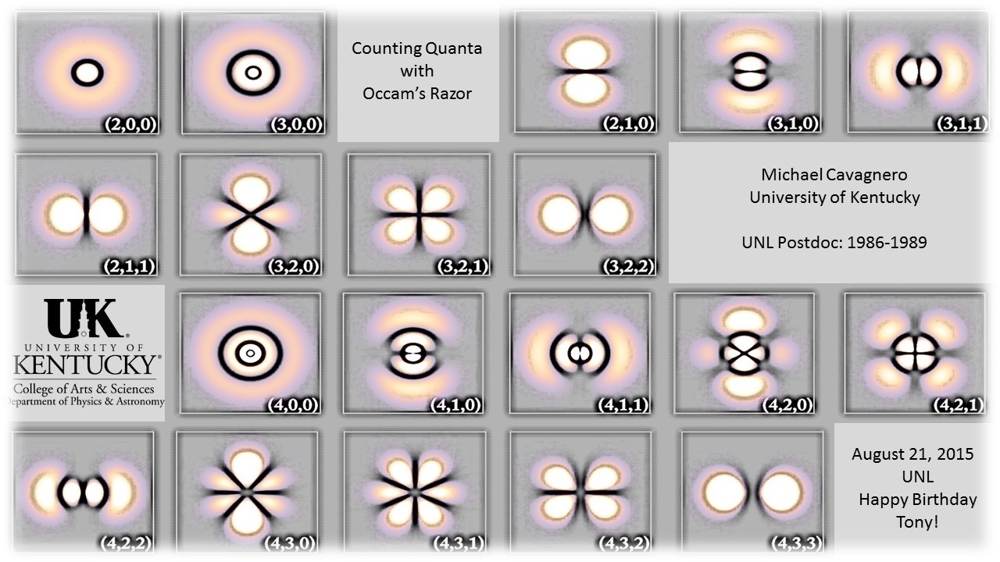 (2,0,0)
(3,0,0)
Counting Quanta
with
Occam's Razor
(2,1,0)
(3,1,0)
(3,1,1)
(2,1,1)
(3,2,0)
(3,2,1)
(3,2,2)
Michael Cavagnero
University of Kentucky
UNL Postdoc: 1986-1989
UK®
UNIVERSITY OF
KENTUCKY®
College of Arts & Sciences
Department of Physics & Astronomy
(4,0,0)
(4,1,0)
(4,1,1)
(4,2,0)
(4,2,1)
(4,2,2)
(4,3,0)
(4,3,1)
(4,3,2)
(4,3,3)
August 21, 2015
UNL
Happy Birthday
Tony!